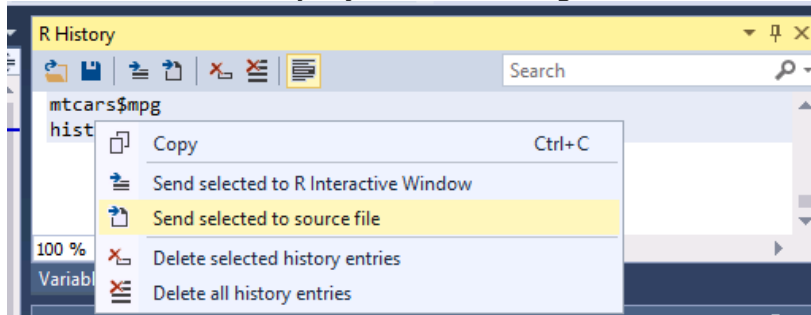 R History
Search
mtcars$mpg
hist
Copy Ctrl+C
Send selected to R Interactive Window
Send selected to source file
Delete selected history entries
Delete all history entries
100 %
Variabl